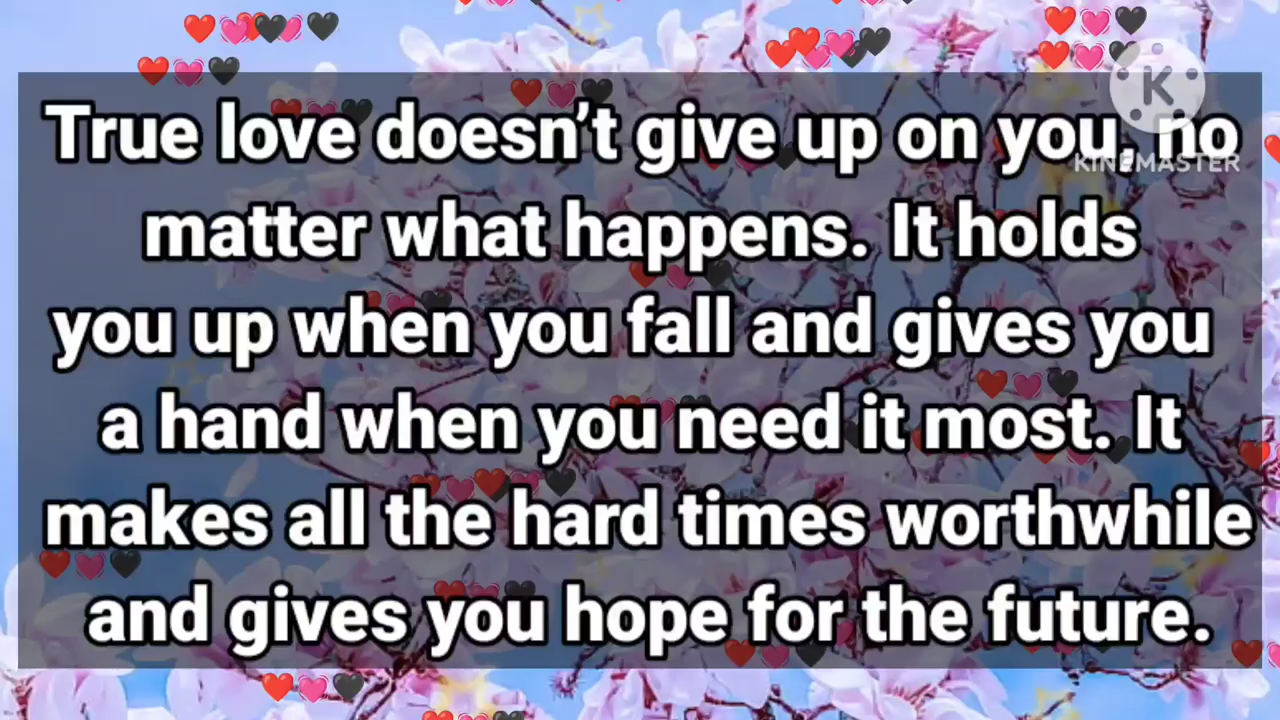 True love doesn’t give up on you, no
matter what happens. It holds
you up when you fall and gives you
a hand when you need it most. It
makes all the hard times worthwhile
and gives you hope for the future.
K
KINEMASTER